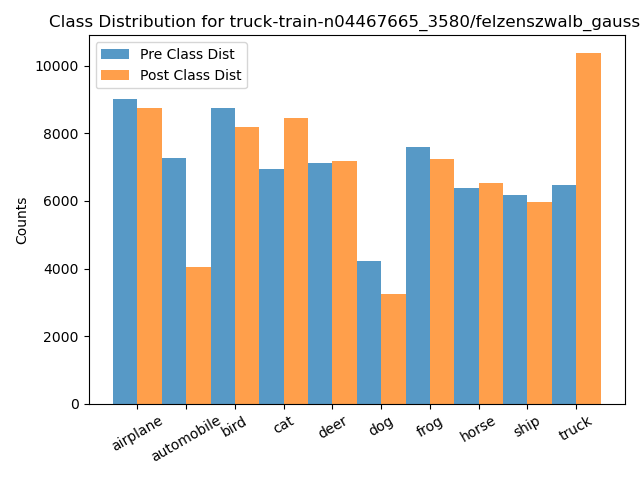 Class Distribution for truck-train-n04467665_3580/felzenszwalb_gauss
Pre Class Dist
Post Class Dist
Counts
10000
8000
6000
4000
2000
0
airplane
automobile
bird
cat
deer
dog
frog
horse
ship
truck